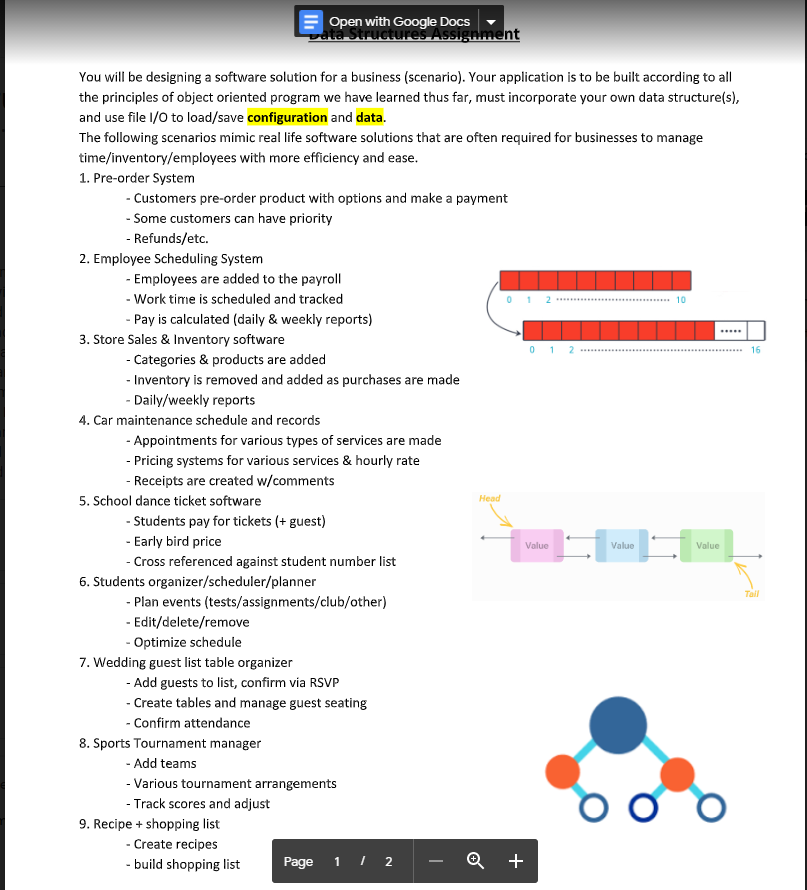 Open with Google Docs
Data Structures Assignment
You will be designing a software solution for a business (scenario). Your application is to be built according to all
the principles of object oriented program we have learned thus far, must incorporate your own data structure(s),
and use file I/O to load/save configuration and data.
The following scenarios mimic real life software solutions that are often required for businesses to manage
time/inventory/employees with more efficiency and ease.
1. Pre-order System
- Customers pre-order product with options and make a payment
- Some customers can have priority
- Refunds/etc.
2. Employee Scheduling System
- Employees are added to the payroll
- Work time is scheduled and tracked
- Pay is calculated (daily & weekly reports)
0 1 2 10
3. Store Sales & Inventory software
- Categories & products are added
- Inventory is removed and added as purchases are made
- Daily/weekly reports
0 1 2 16
4. Car maintenance schedule and records
- Appointments for various types of services are made
- Pricing systems for various services & hourly rate
- Receipts are created w/comments
5. School dance ticket software
- Students pay for tickets (+ guest)
- Early bird price
- Cross referenced against student number list
Head
Value Value Value
Tail
6. Students organizer/scheduler/planner
- Plan events (tests/assignments/club/other)
- Edit/delete/remove
- Optimize schedule
7. Wedding guest list table organizer
- Add guests to list, confirm via RSVP
- Create tables and manage guest seating
- Confirm attendance
8. Sports Tournament manager
- Add teams
- Various tournament arrangements
- Track scores and adjust
9. Recipe + shopping list
- Create recipes
- build shopping list
Page 1 / 2